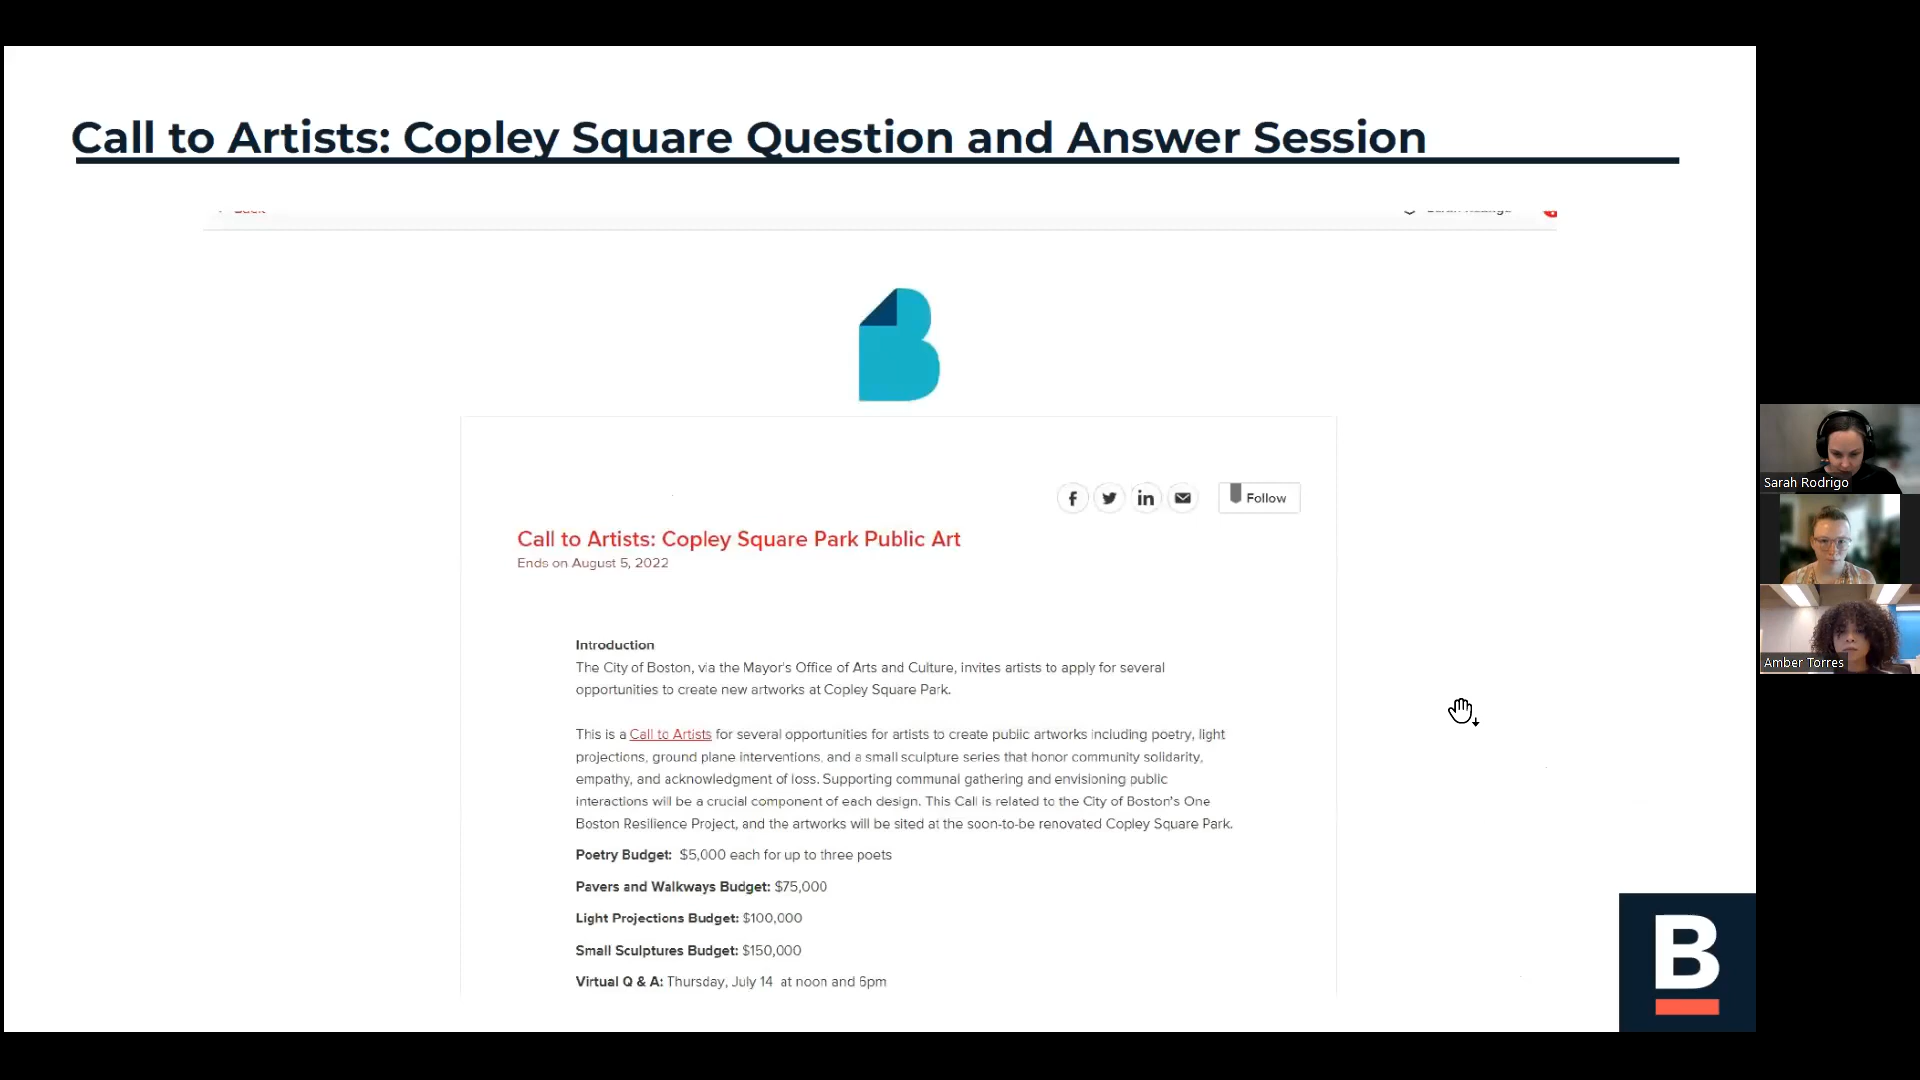 Call to Artists: Copley Square Question and Answer Session
Follow
Call to Artists: Copley Square Park Public Art
Ends on August 5, 2022
Introduction
The City of Boston, via the Mayor's Office of Arts and Culture, invites artists to apply for several
opportunities to create new artworks at Copley Square Park.
This is a Call to Artists for several opportunities for artists to create public artworks including poetry, light
projections, ground plane interventions, and a small sculpture series that honor community solidarity,
empathy, and acknowledgment of loss. Supporting communal gathering and envisioning public
interactions will be a crucial component of each design. This Call is related to the City of Boston's One
Boston Resilience Project, and the artworks will be sited at the soon-to-be renovated Copley Square Park.
Poetry Budget: $5,000 each for up to three poets
Pavers and Walkways Budget: $75,000
Light Projections Budget: $100,000
Small Sculptures Budget: $150,000
Virtual Q & A: Thursday, July 14 at noon and 6pm
B
Sarah Rodrigo
Amber Torres